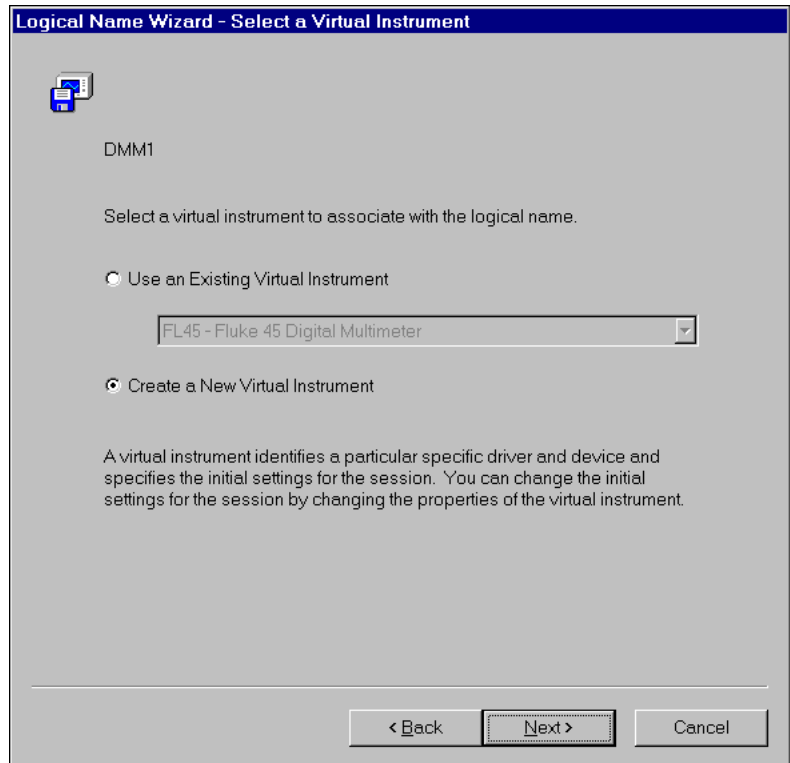 Logical Name Wizard - Select a Virtual Instrument
DMM1
Select a virtual instrument to associate with the logical name.
Use an Existing Virtual Instrument
FL45 - Fluke 45 Digital Multimeter
Create a New Virtual Instrument
A virtual instrument identifies a particular specific driver and device and
specifies the initial settings for the session.  You can change the initial
settings for the session by changing the properties of the virtual instrument.
< Back  Next >  Cancel